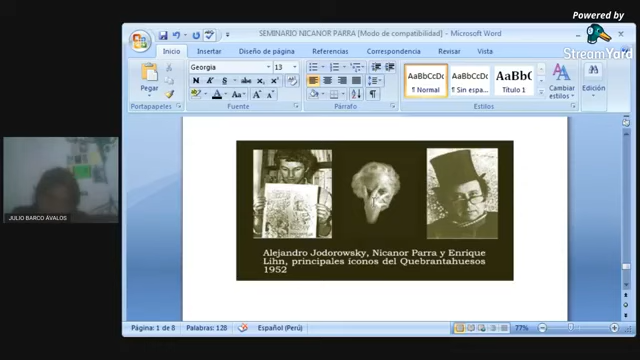 Powered by
StreamYard
SEMINARIO NICANOR PARRA [Modo de compatibilidad] - Microsoft Word
Inicio Insertar Diseño de página Referencias Correspondencia Revisar Vista
Georgia 13
Pegar
AaBbCcDc AaBbCcDc AaBbC
¶ Normal ¶ Sin espa... Título 1
Cambiar estilos
Edición
Portapapeles Fuente Párrafo Estilos
JULIO BARCO ÁVALOS
Alejandro Jodorowsky, Nicanor Parra y Enrique
Lihn, principales íconos del Quebrantahuesos
1952
Página: 1 de 8 Palabras: 128 Español (Perú) 77%